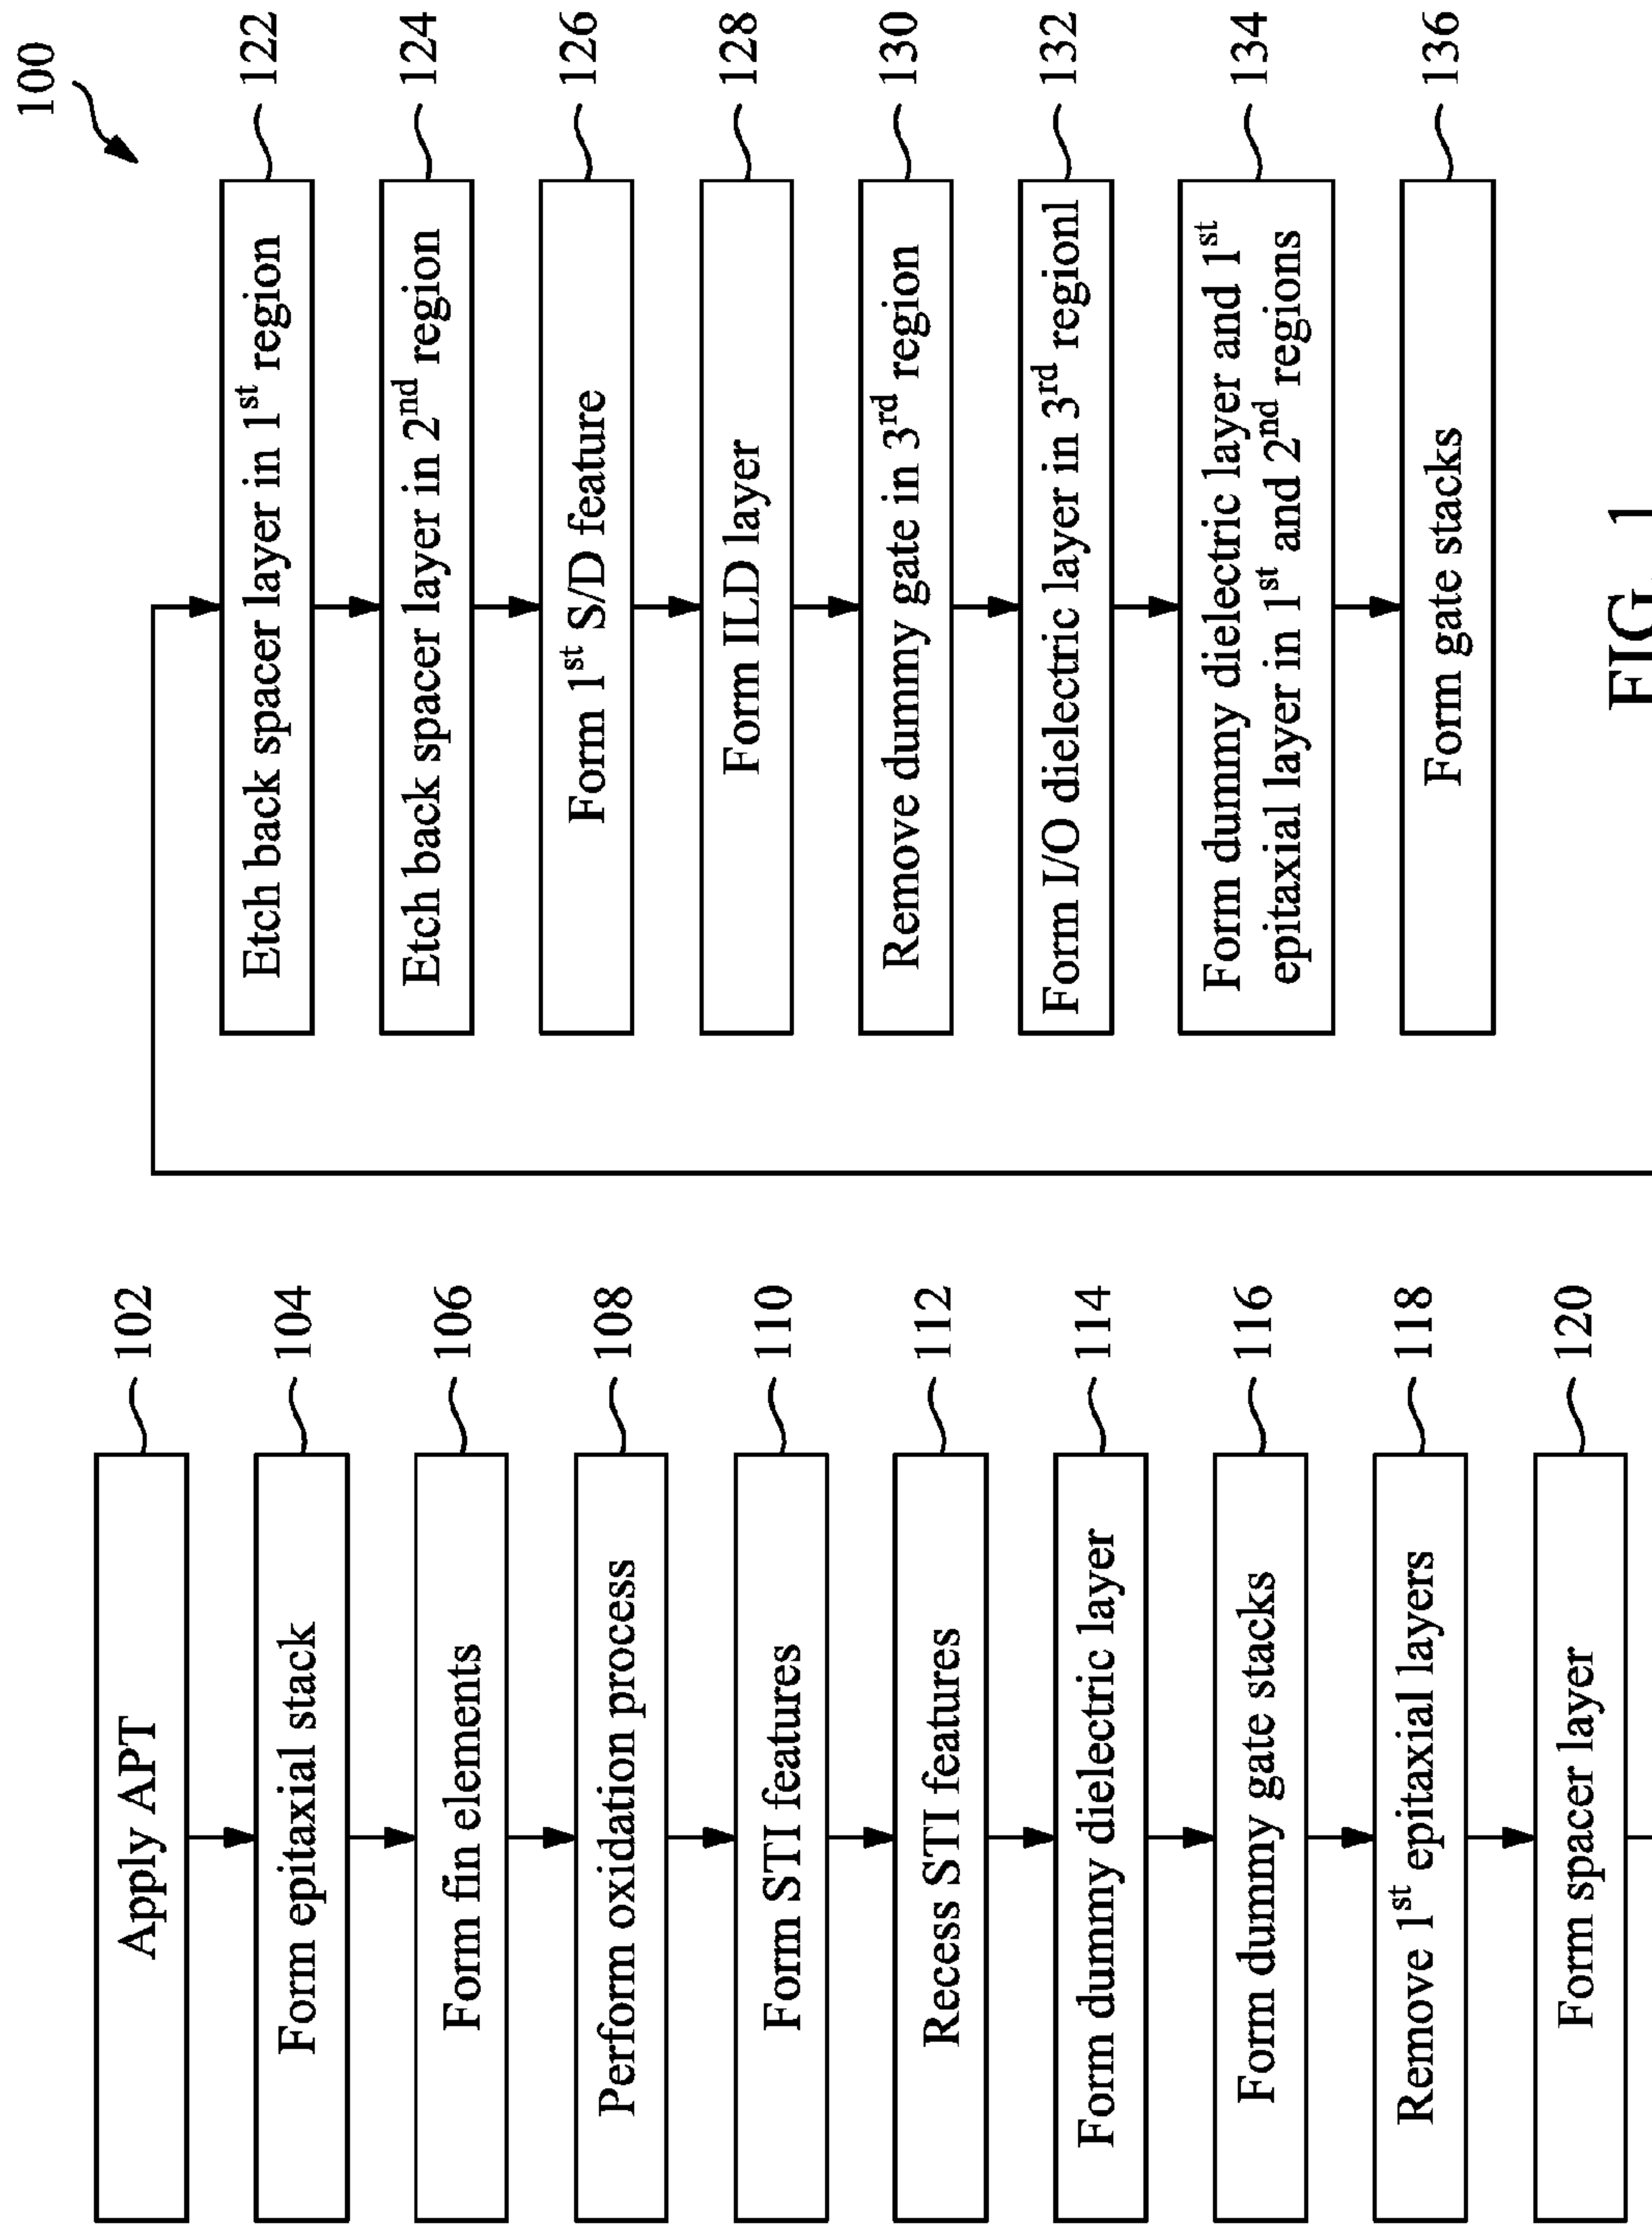 100
Apply APT 102
Form epitaxial stack 104
Form fin elements 106
Perform oxidation process 108
Form STI features 110
Recess STI features 112
Form dummy dielectric layer 114
Form dummy gate stacks 116
Remove 1st epitaxial layers 118
Form spacer layer 120
Etch back spacer layer in 1st region 122
Etch back spacer layer in 2nd region 124
Form 1st S/D feature 126
Form ILD layer 128
Remove dummy gate in 3rd region 130
Form I/O dielectric layer in 3rd regionl 132
Form dummy dielectric layer and 1st
epitaxial layer in 1st and 2nd regions 134
Form gate stacks 136
FIG. 1